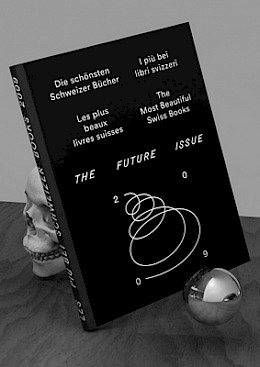 Die schönsten
Schweizer Bücher
I più bei
libri svizzeri
Les plus
beaux
livres suisses
The
Most Beautiful
Swiss Books
THE FUTURE ISSUE
2 0
0 9